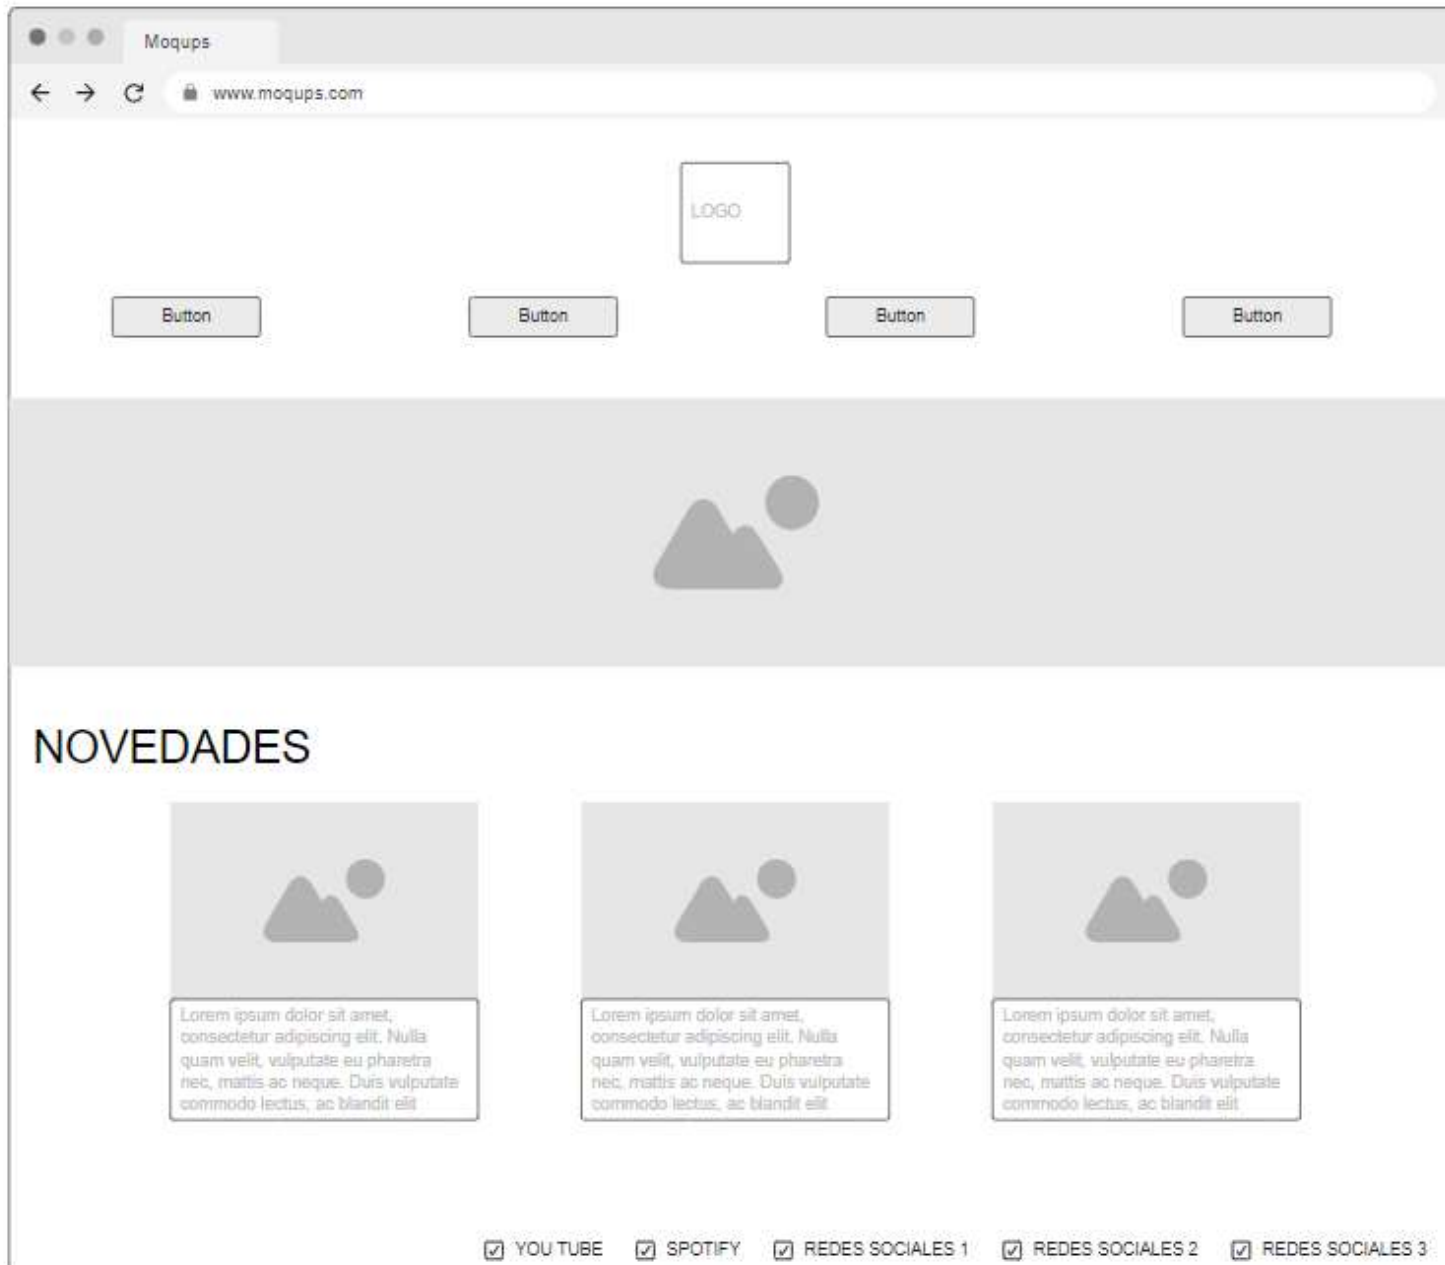 Moqups
www.moqups.com
LOGO
Button Button Button Button
NOVEDADES
Lorem ipsum dolor sit amet,
consectetur adipiscing elit. Nulla
quam velit, vulputate eu pharetra
nec, mattis ac neque. Duis vulputate
commodo lectus, ac blandit elit
Lorem ipsum dolor sit amet,
consectetur adipiscing elit. Nulla
quam velit, vulputate eu pharetra
nec, mattis ac neque. Duis vulputate
commodo lectus, ac blandit elit
Lorem ipsum dolor sit amet,
consectetur adipiscing elit. Nulla
quam velit, vulputate eu pharetra
nec, mattis ac neque. Duis vulputate
commodo lectus, ac blandit elit
YOU TUBE SPOTIFY REDES SOCIALES 1 REDES SOCIALES 2 REDES SOCIALES 3